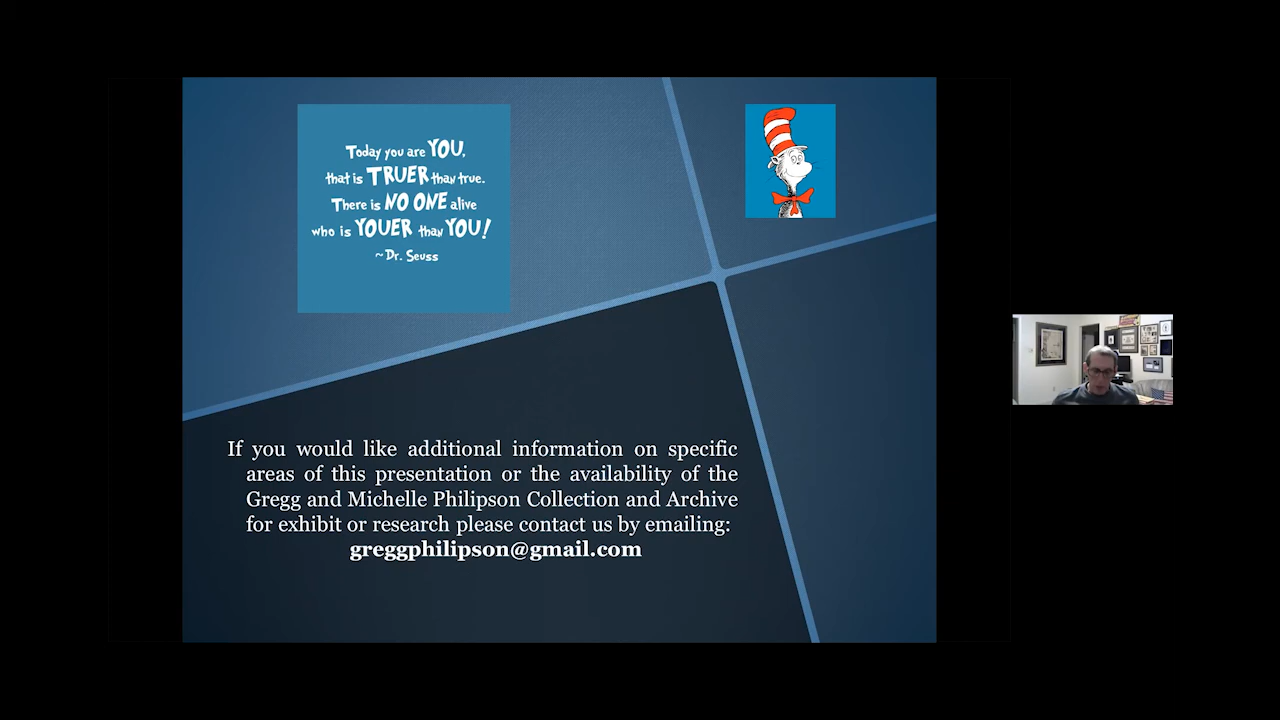 Today you are YOU,
that is TRUER than true.
There is NO ONE alive
who is YOUER than YOU!
~Dr. Seuss
If you would like additional information on specific
areas of this presentation or the availability of the
Gregg and Michelle Philipson Collection and Archive
for exhibit or research please contact us by emailing:
greggphilipson@gmail.com